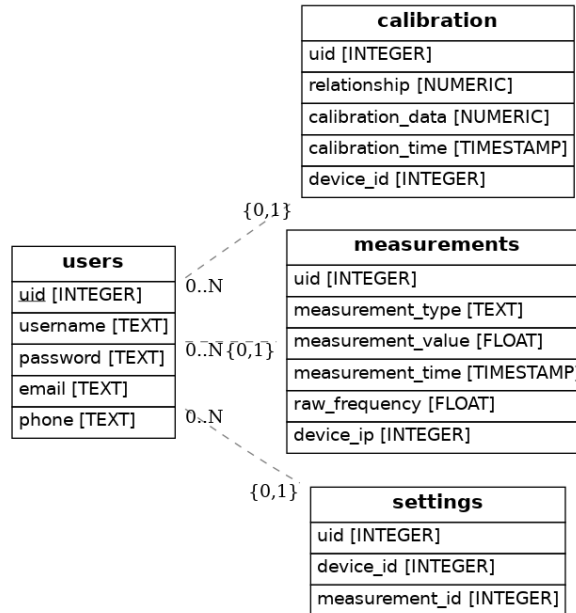 calibration
uid [INTEGER]
relationship [NUMERIC]
calibration_data [NUMERIC]
calibration_time [TIMESTAMP]
device_id [INTEGER]
{0,1}
users
uid [INTEGER]
username [TEXT]
password [TEXT]
email [TEXT]
phone [TEXT]
0..N
0..N
{0,1}
0..N
{0,1}
measurements
uid [INTEGER]
measurement_type [TEXT]
measurement_value [FLOAT]
measurement_time [TIMESTAMP]
raw_frequency [FLOAT]
device_ip [INTEGER]
settings
uid [INTEGER]
device_id [INTEGER]
measurement_id [INTEGER]